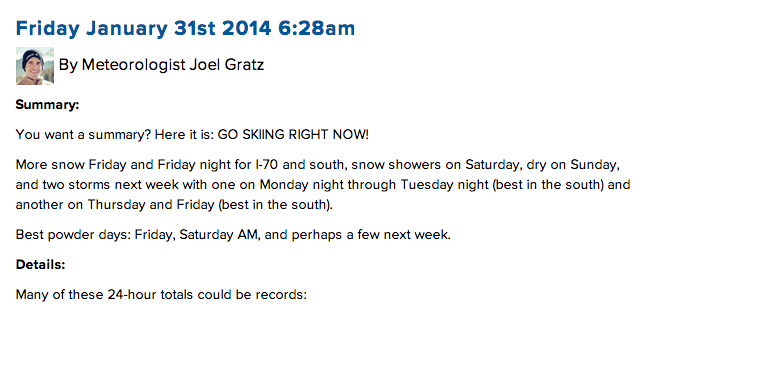 Friday January 31st 2014 6:28am
By Meteorologist Joel Gratz
Summary:
You want a summary? Here it is: GO SKIING RIGHT NOW!
More snow Friday and Friday night for I-70 and south, snow showers on Saturday, dry on Sunday,
and two storms next week with one on Monday night through Tuesday night (best in the south) and
another on Thursday and Friday (best in the south).
Best powder days: Friday, Saturday AM, and perhaps a few next week.
Details:
Many of these 24-hour totals could be records: